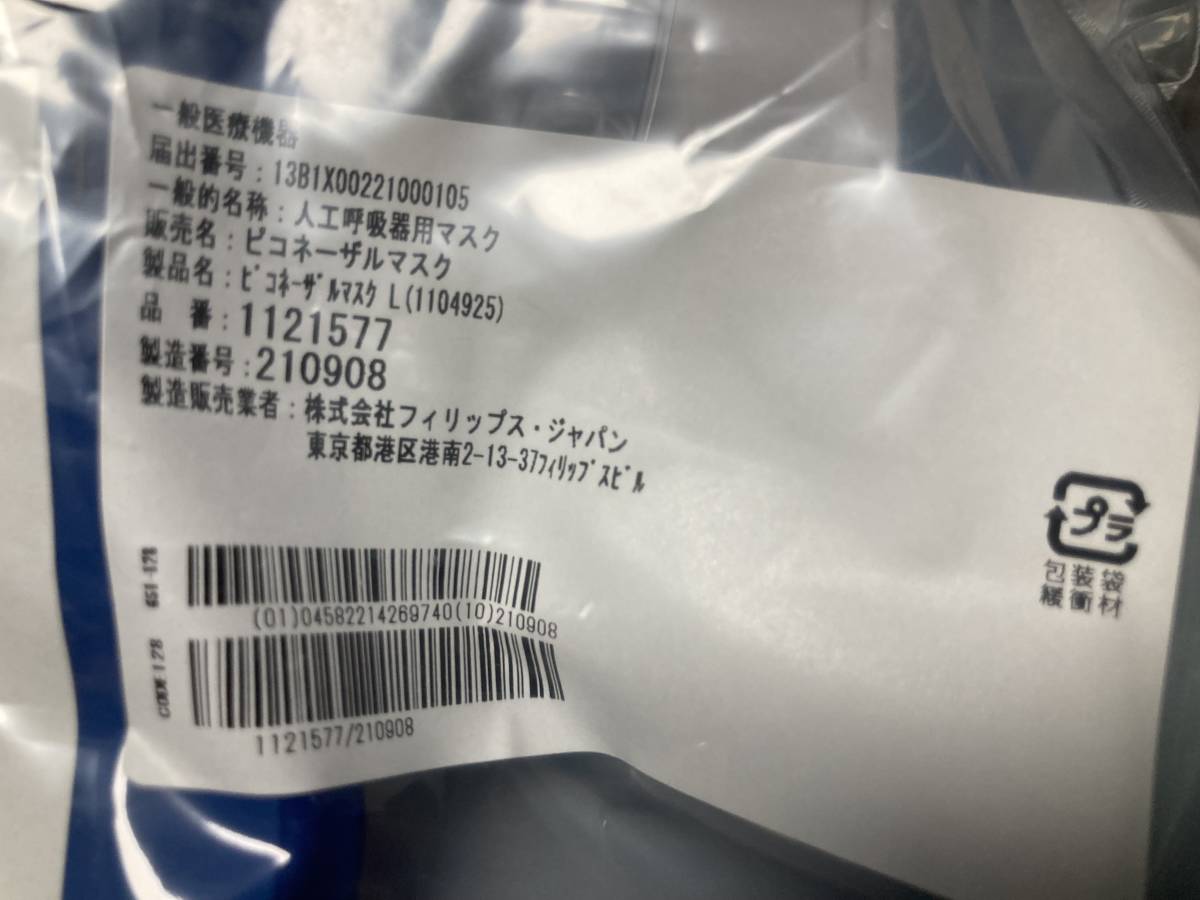 一般医療機器
届出番号:13B1X00221000105
一般的名称:人工呼吸器用マスク
販売名:ピコネーザルマスク
製品名:ﾋﾟｺﾈｰｻﾞﾙﾏｽｸ L(1104925)
品 番:1121577
製造番号:210908
製造販売業者:株式会社フィリップス・ジャパン
東京都港区港南2-13-37ﾌｨﾘｯﾌﾟｽﾋﾞﾙ
(01)04582214269740(10)210908
CODE 128
1121577/210908
プラ
包装袋
緩衝材